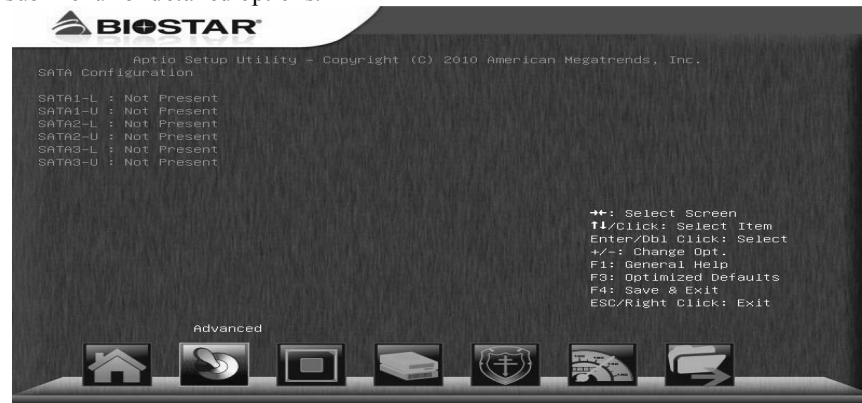 BIOSTAR®
Aptio Setup Utility - Copyright (C) 2010 American Megatrends, Inc.
SATA Configuration
SATA1-L : Not Present
SATA1-U : Not Present
SATA2-L : Not Present
SATA2-U : Not Present
SATA3-L : Not Present
SATA3-U : Not Present
→←: Select Screen
↑↓/Click: Select Item
Enter/Dbl Click: Select
+/-: Change Opt.
F1: General Help
F3: Optimized Defaults
F4: Save & Exit
ESC/Right Click: Exit
Advanced